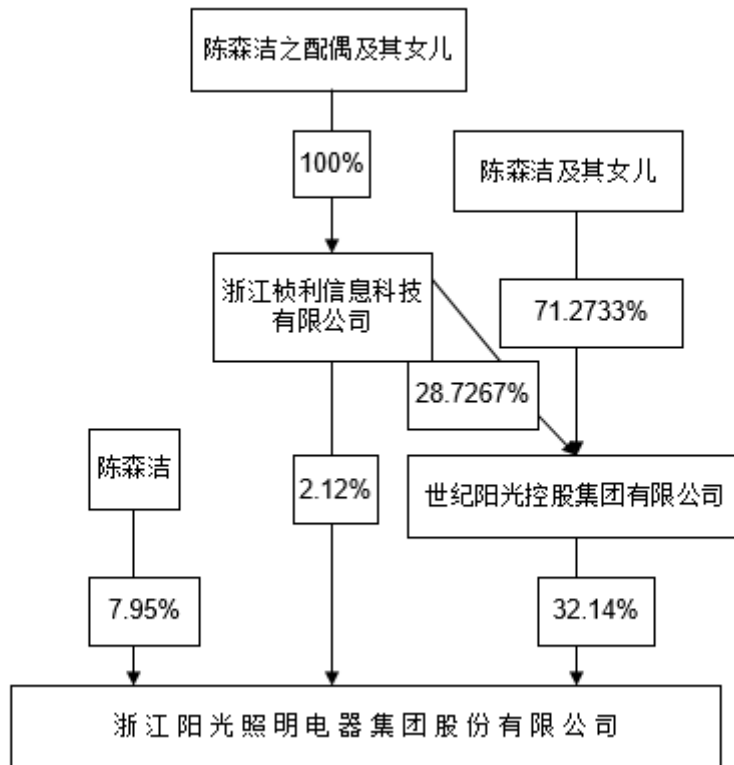 陈森洁之配偶及其女儿
100%
陈森洁及其女儿
浙江桢利信息科技
有限公司
71.2733%
28.7267%
陈森洁
2.12%
世纪阳光控股集团有限公司
7.95%
32.14%
浙江阳光照明电器集团股份有限公司